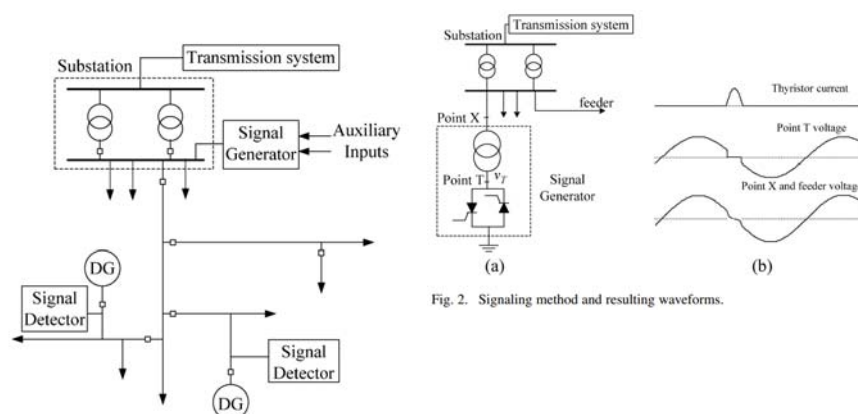 Substation
Transmission system
Signal
Generator
Auxiliary
Inputs
DG
Signal
Detector
Signal
Detector
DG
Transmission system
Substation
feeder
Point X
Point T
vT
Signal
Generator
(a)
Thyristor current
Point T voltage
Point X and feeder voltage
(b)
Fig. 2. Signaling method and resulting waveforms.